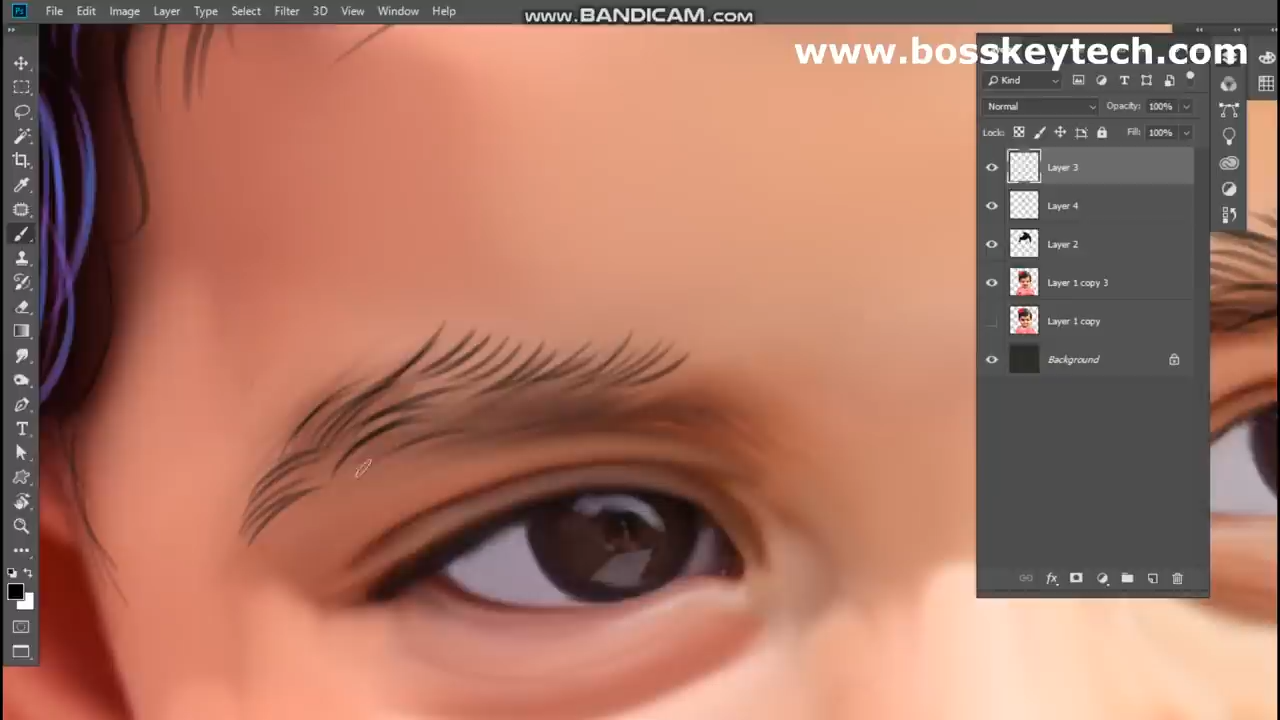 File Edit Image Layer Type Select Filter 3D View Window Help
www.BANDICAM.com
www.bosskeytech.com
Kind
Normal Opacity: 100%
Lock: Fill: 100%
Layer 3
Layer 4
Layer 2
Layer 1 copy 3
Layer 1 copy
Background